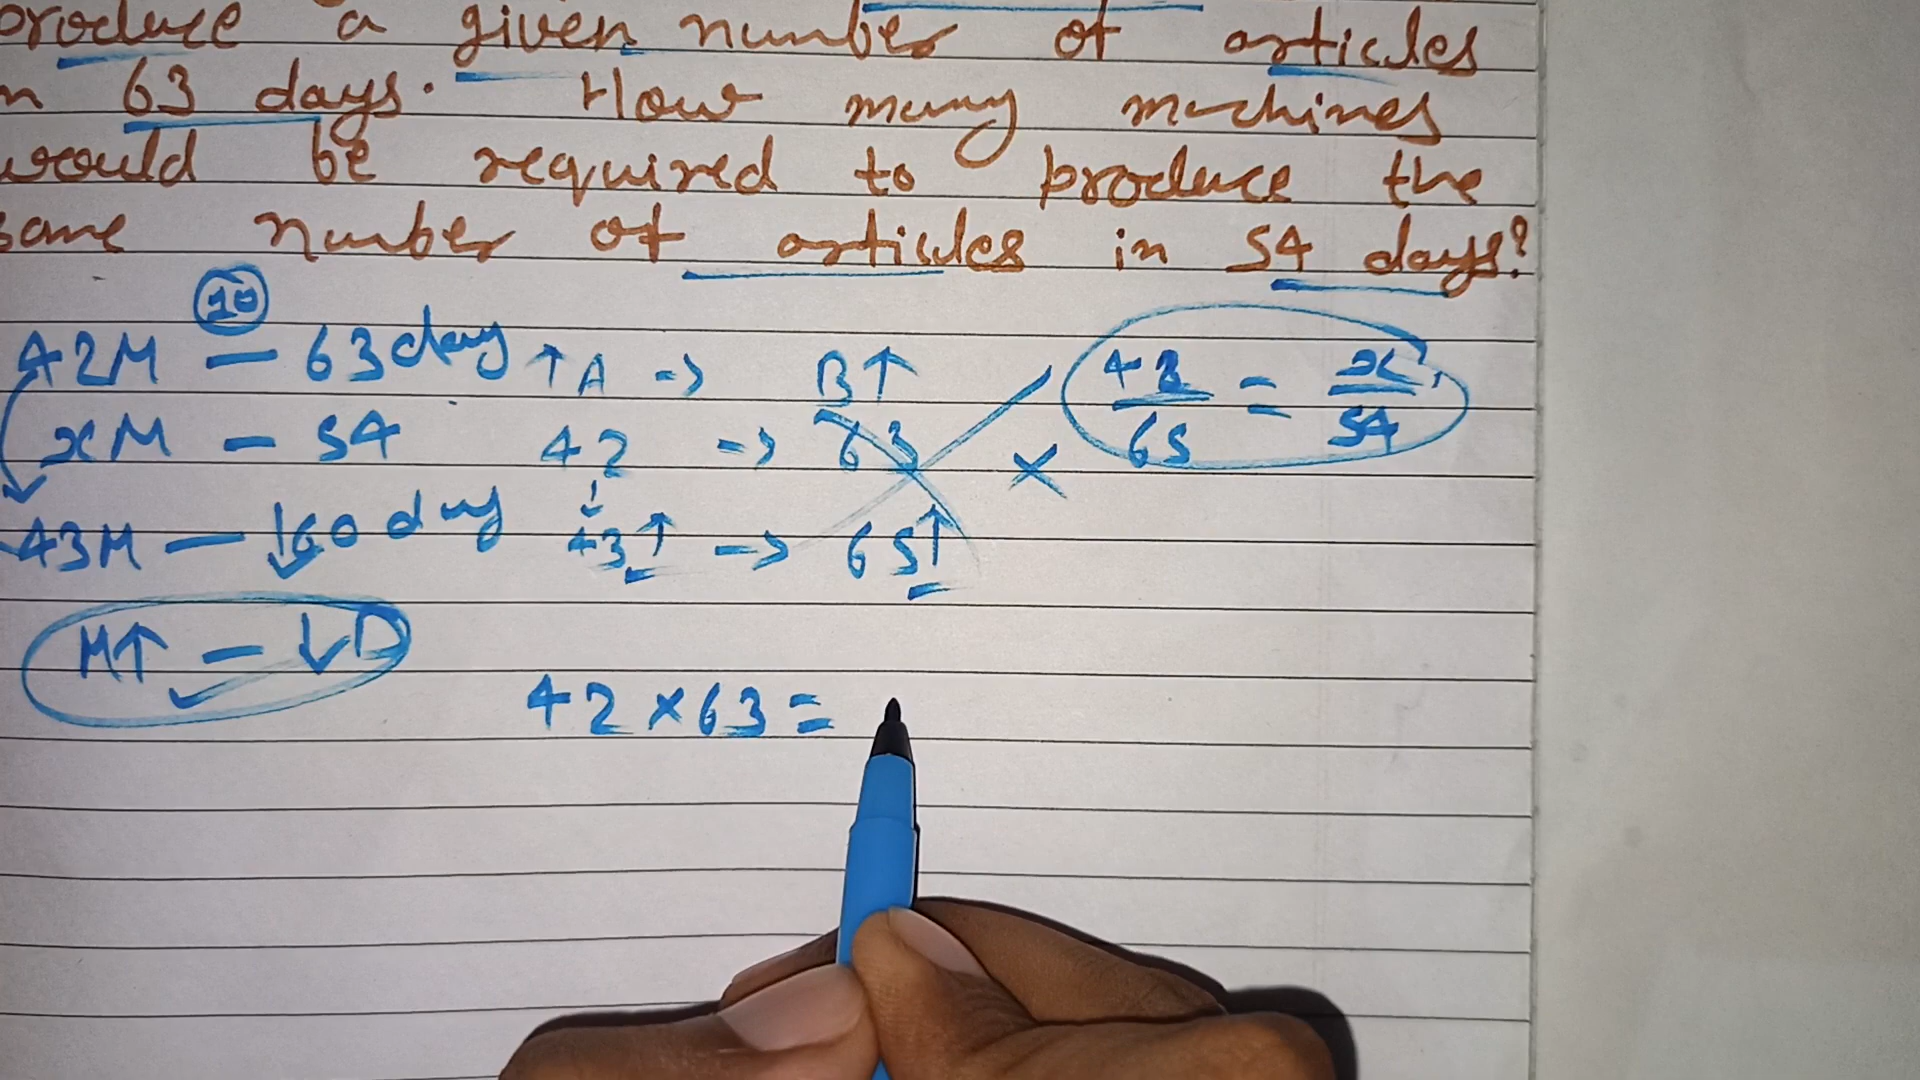 produce a given number of articles
n 63 days. How many machines
would be required to produce the
same number of articles in 54 days?
10
42M — 63 day ↑A -> B↑
xM — 54 42 -> 63 ×
43M — ↓60 day 43↑ -> 65↑
42/65 = x/54
M↑ — ↓D
42 × 63 =